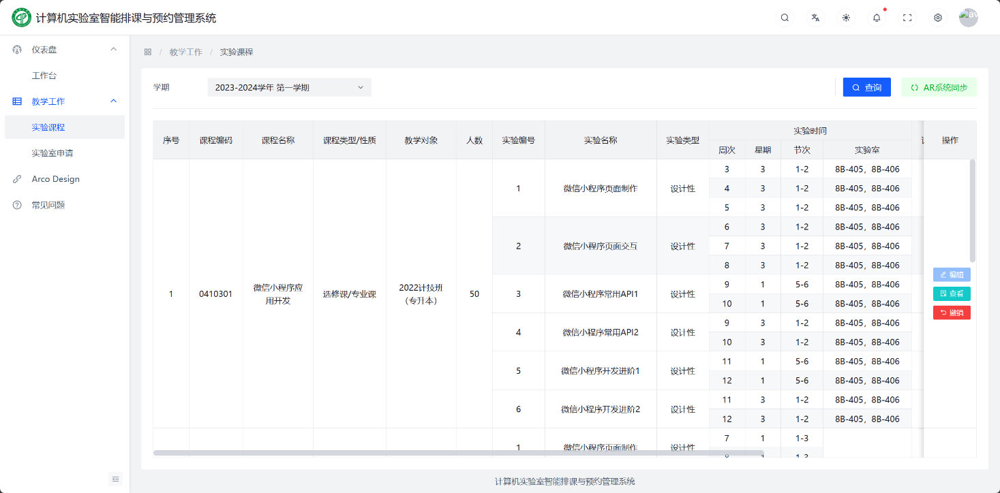 计算机实验室智能排课与预约管理系统
仪表盘
工作台
教学工作
实验课程
实验室申请
Arco Design
常见问题
/ 教学工作 / 实验课程
学期 2023-2024学年 第一学期 查询 AR系统同步
序号 课程编码 课程名称 课程类型/性质 教学对象 人数 实验编号 实验名称 实验类型 实验时间 操作
周次 星期 节次 实验室
1 0410301 微信小程序应用开发 选修课/专业课 2022计技班（专升本） 50
1 微信小程序页面制作 设计性
3 3 1-2 8B-405，8B-406
4 3 1-2 8B-405，8B-406
5 3 1-2 8B-405，8B-406
2 微信小程序页面交互 设计性
6 3 1-2 8B-405，8B-406
7 3 1-2 8B-405，8B-406
8 3 1-2 8B-405，8B-406
3 微信小程序常用API1 设计性
9 1 5-6 8B-405，8B-406
10 1 5-6 8B-405，8B-406
4 微信小程序常用API2 设计性
9 3 1-2 8B-405，8B-406
10 3 1-2 8B-405，8B-406
5 微信小程序开发进阶1 设计性
11 1 5-6 8B-405，8B-406
12 1 5-6 8B-405，8B-406
6 微信小程序开发进阶2 设计性
11 3 1-2 8B-405，8B-406
12 3 1-2 8B-405，8B-406
编辑
查看
撤销
1 微信小程序页面制作 设计性
7 1 1-3
8 1 1-3
计算机实验室智能排课与预约管理系统